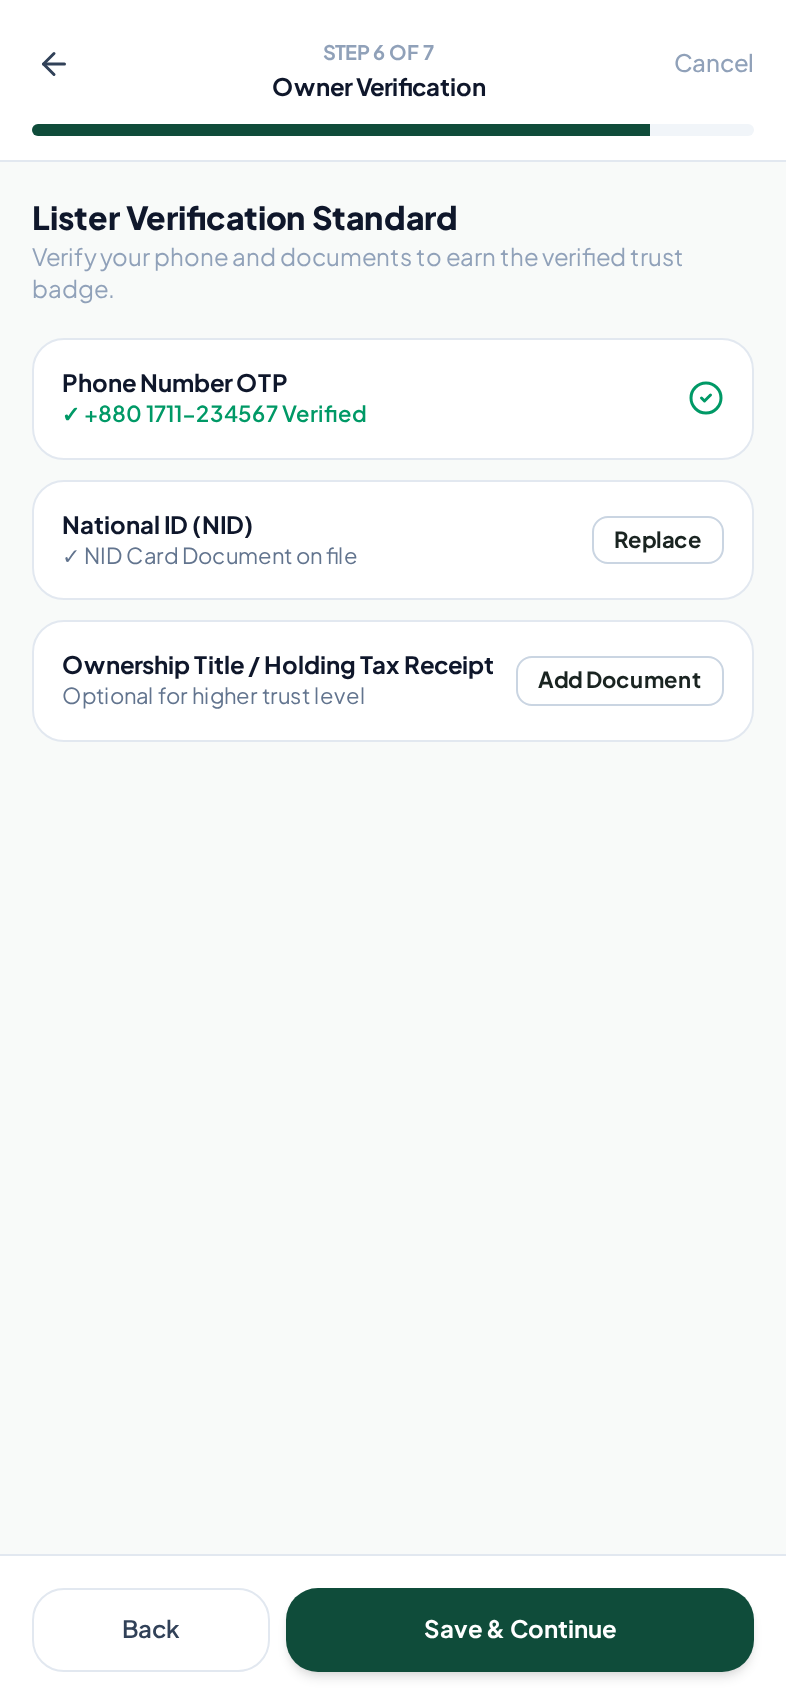 STEP 6 OF 7
Owner Verification
Cancel
Lister Verification Standard
Verify your phone and documents to earn the verified trust
badge.
Phone Number OTP
✓ +880 1711-234567 Verified
National ID (NID)
✓ NID Card Document on file
Replace
Ownership Title / Holding Tax Receipt
Optional for higher trust level
Add Document
Back
Save & Continue